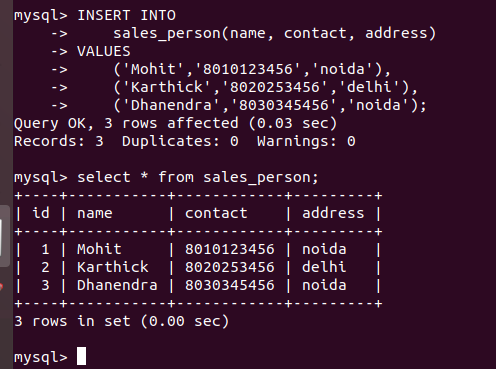 mysql> INSERT INTO
    ->     sales_person(name, contact, address)
    -> VALUES
    ->     ('Mohit','8010123456','noida'),
    ->     ('Karthick','8020253456','delhi'),
    ->     ('Dhanendra','8030345456','noida');
Query OK, 3 rows affected (0.03 sec)
Records: 3  Duplicates: 0  Warnings: 0

mysql> select * from sales_person;
+----+-----------+------------+---------+
| id | name      | contact    | address |
+----+-----------+------------+---------+
|  1 | Mohit     | 8010123456 | noida   |
|  2 | Karthick  | 8020253456 | delhi   |
|  3 | Dhanendra | 8030345456 | noida   |
+----+-----------+------------+---------+
3 rows in set (0.00 sec)

mysql>